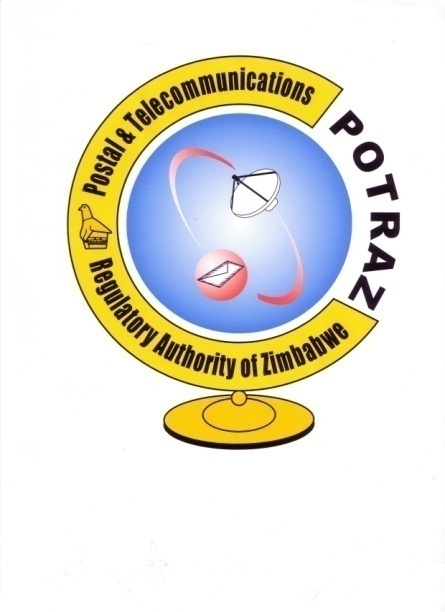 Postal & Telecommunications
Regulatory Authority of Zimbabwe
POTRAZ